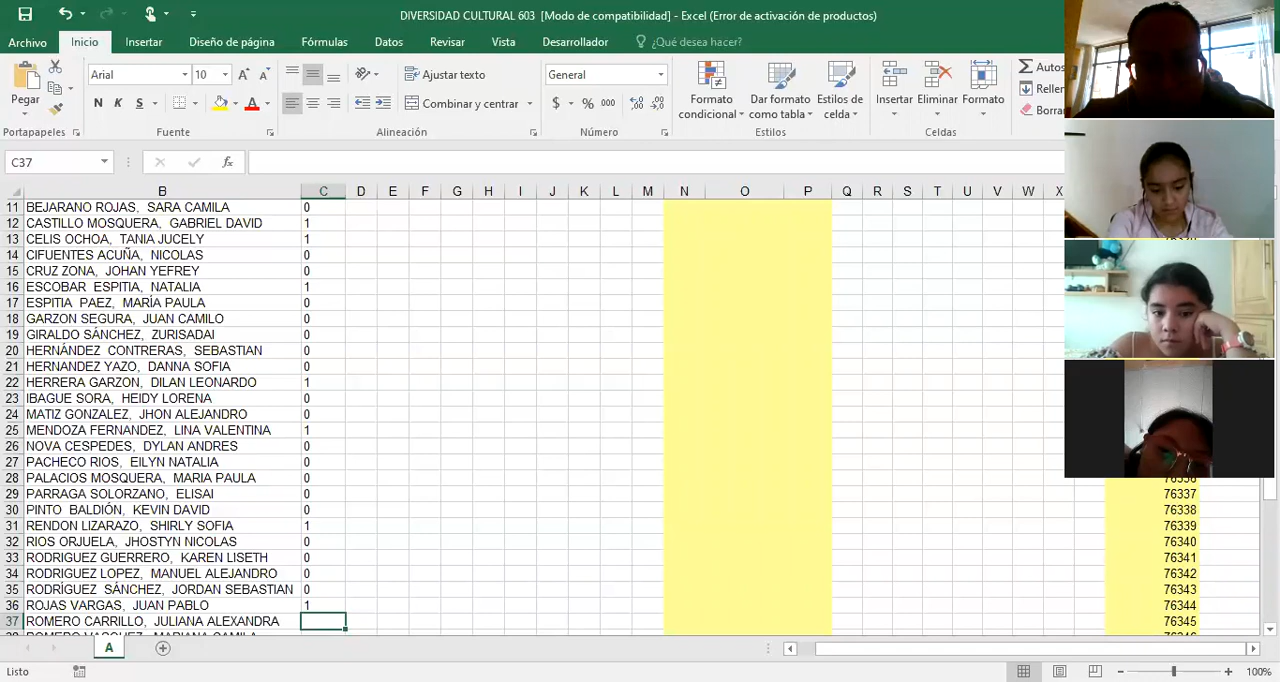 DIVERSIDAD CULTURAL 603 [Modo de compatibilidad] - Excel (Error de activación de productos)
Archivo Inicio Insertar Diseño de página Fórmulas Datos Revisar Vista Desarrollador ¿Qué desea hacer?
Pegar
Arial 10
N K S
Ajustar texto
Combinar y centrar
General
$ % 000
Formato condicional
Dar formato como tabla
Estilos de celda
Insertar Eliminar Formato
Autos
Rellen
Borra
Portapapeles Fuente Alineación Número Estilos Celdas
C37 fx
B C D E F G H I J K L M N O P Q R S T U V W X
11 BEJARANO ROJAS, SARA CAMILA 0
12 CASTILLO MOSQUERA, GABRIEL DAVID 1
13 CELIS OCHOA, TANIA JUCELY 1
14 CIFUENTES ACUÑA, NICOLAS 0
15 CRUZ ZONA, JOHAN YEFREY 0
16 ESCOBAR ESPITIA, NATALIA 1
17 ESPITIA PAEZ, MARÍA PAULA 0
18 GARZON SEGURA, JUAN CAMILO 0
19 GIRALDO SÁNCHEZ, ZURISADAI 0
20 HERNÁNDEZ CONTRERAS, SEBASTIAN 0
21 HERNANDEZ YAZO, DANNA SOFIA 0
22 HERRERA GARZON, DILAN LEONARDO 1
23 IBAGUE SORA, HEIDY LORENA 0
24 MATIZ GONZALEZ, JHON ALEJANDRO 0
25 MENDOZA FERNANDEZ, LINA VALENTINA 1
26 NOVA CESPEDES, DYLAN ANDRES 0
27 PACHECO RIOS, EILYN NATALIA 0
28 PALACIOS MOSQUERA, MARIA PAULA 0 76336
29 PARRAGA SOLORZANO, ELISAI 0 76337
30 PINTO BALDIÓN, KEVIN DAVID 0 76338
31 RENDON LIZARAZO, SHIRLY SOFIA 1 76339
32 RIOS ORJUELA, JHOSTYN NICOLAS 0 76340
33 RODRIGUEZ GUERRERO, KAREN LISETH 0 76341
34 RODRIGUEZ LOPEZ, MANUEL ALEJANDRO 0 76342
35 RODRÍGUEZ SÁNCHEZ, JORDAN SEBASTIAN 0 76343
36 ROJAS VARGAS, JUAN PABLO 1 76344
37 ROMERO CARRILLO, JULIANA ALEXANDRA 76345
A
Listo 100%